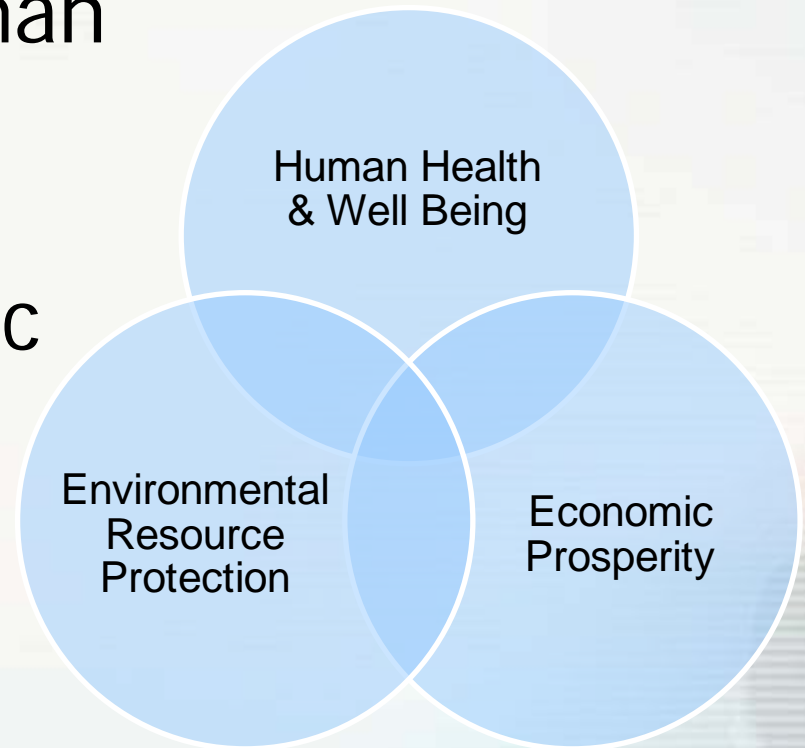 Human Health
& Well Being
Environmental
Resource
Protection
Economic
Prosperity